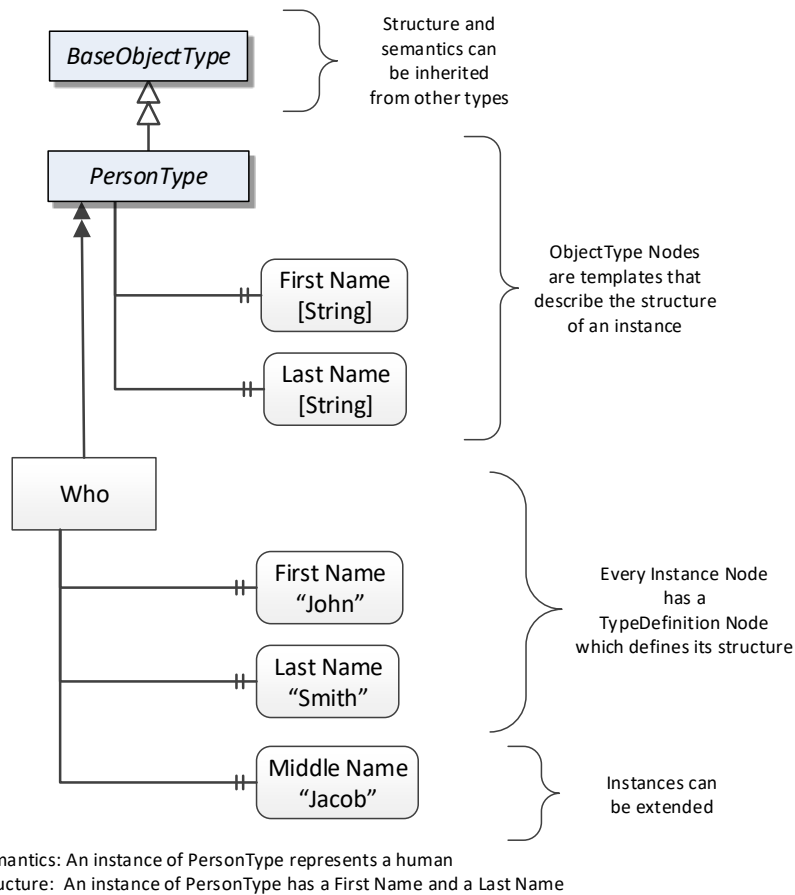 BaseObjectType
Structure and
semantics can
be inherited
from other types
PersonType
First Name
[String]
Last Name
[String]
ObjectType Nodes
are templates that
describe the structure
of an instance
Who
First Name
“John”
Last Name
“Smith”
Middle Name
“Jacob”
Every Instance Node
has a
TypeDefinition Node
which defines its structure
Instances can
be extended
mantics: An instance of PersonType represents a human
ucture: An instance of PersonType has a First Name and a Last Name